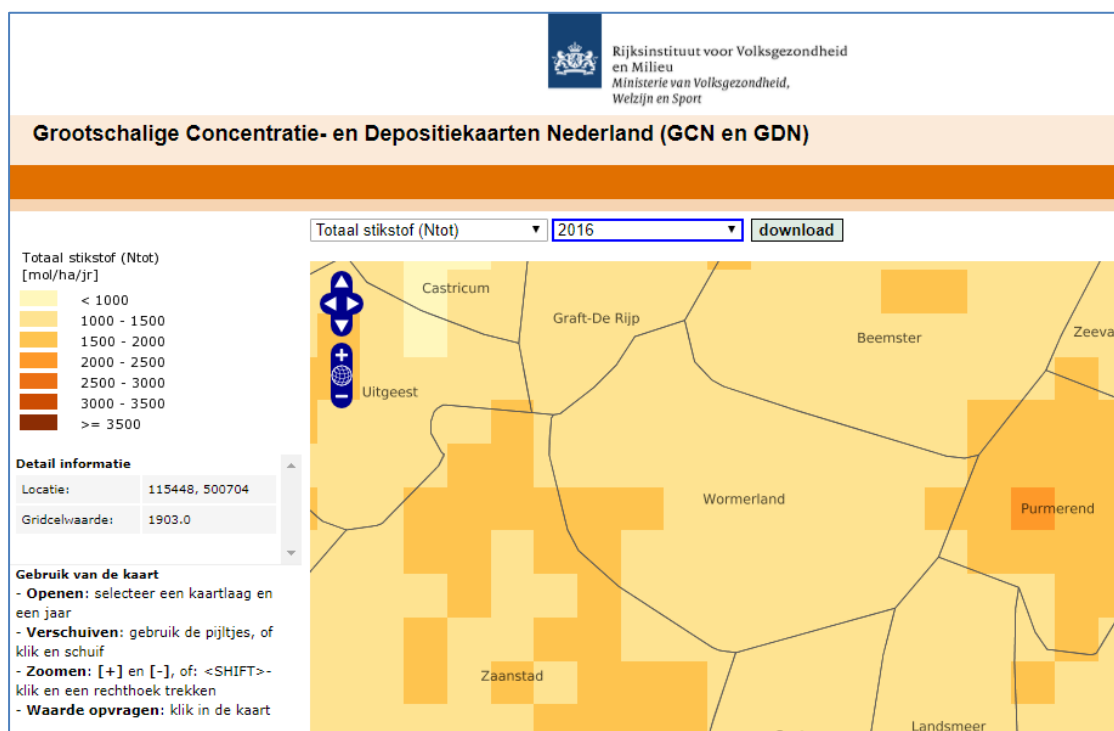 Rijksinstituut voor Volksgezondheid
en Milieu
Ministerie van Volksgezondheid,
Welzijn en Sport
Grootschalige Concentratie- en Depositiekaarten Nederland (GCN en GDN)
Totaal stikstof (Ntot)
2016
download
Totaal stikstof (Ntot)
[mol/ha/jr]
< 1000
1000 - 1500
1500 - 2000
2000 - 2500
2500 - 3000
3000 - 3500
>= 3500
Detail informatie
Locatie: 115448, 500704
Gridcelwaarde: 1903.0
Gebruik van de kaart
- Openen: selecteer een kaartlaag en
een jaar
- Verschuiven: gebruik de pijltjes, of
klik en schuif
- Zoomen: [+] en [-], of: <SHIFT>-
klik en een rechthoek trekken
- Waarde opvragen: klik in de kaart
Castricum
Graft-De Rijp
Beemster
Zeeva
Uitgeest
Wormerland
Purmerend
Zaanstad
Landsmeer